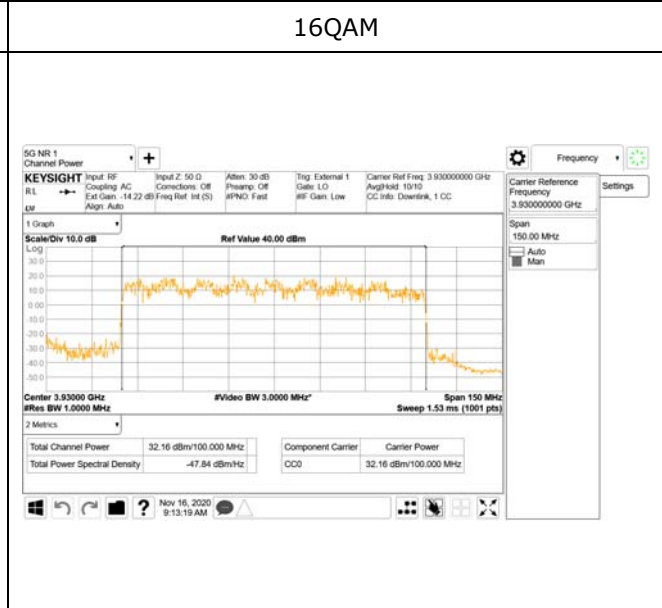 16QAM
5G NR 1
Channel Power
Frequency
KEYSIGHT
RL
Input: RF
Coupling: AC
Ext Gain: -14.22 dB
Align: Auto
Input Z: 50 Ω
Corrections: Off
Freq Ref: Int (S)
Atten: 30 dB
Preamp: Off
#PNO: Fast
Trig: External 1
Gate: LO
#IF Gain: Low
Carrier Ref Freq: 3.930000000 GHz
Avg|Hold: 10/10
CC Info: Downlink, 1 CC
Carrier Reference
Frequency
3.930000000 GHz
Settings
Span
150.00 MHz
Auto
Man
1 Graph
Scale/Div 10.0 dB
Ref Value 40.00 dBm
Log
30.0
20.0
10.0
0.00
-10.0
-20.0
-30.0
-40.0
-50.0
Center 3.93000 GHz
#Video BW 3.0000 MHz*
Span 150 MHz
#Res BW 1.0000 MHz
Sweep 1.53 ms (1001 pts)
2 Metrics
Total Channel Power 32.16 dBm/100.000 MHz
Total Power Spectral Density -47.84 dBm/Hz
Component Carrier Carrier Power
CC0 32.16 dBm/100.000 MHz
?
Nov 16, 2020
9:13:19 AM